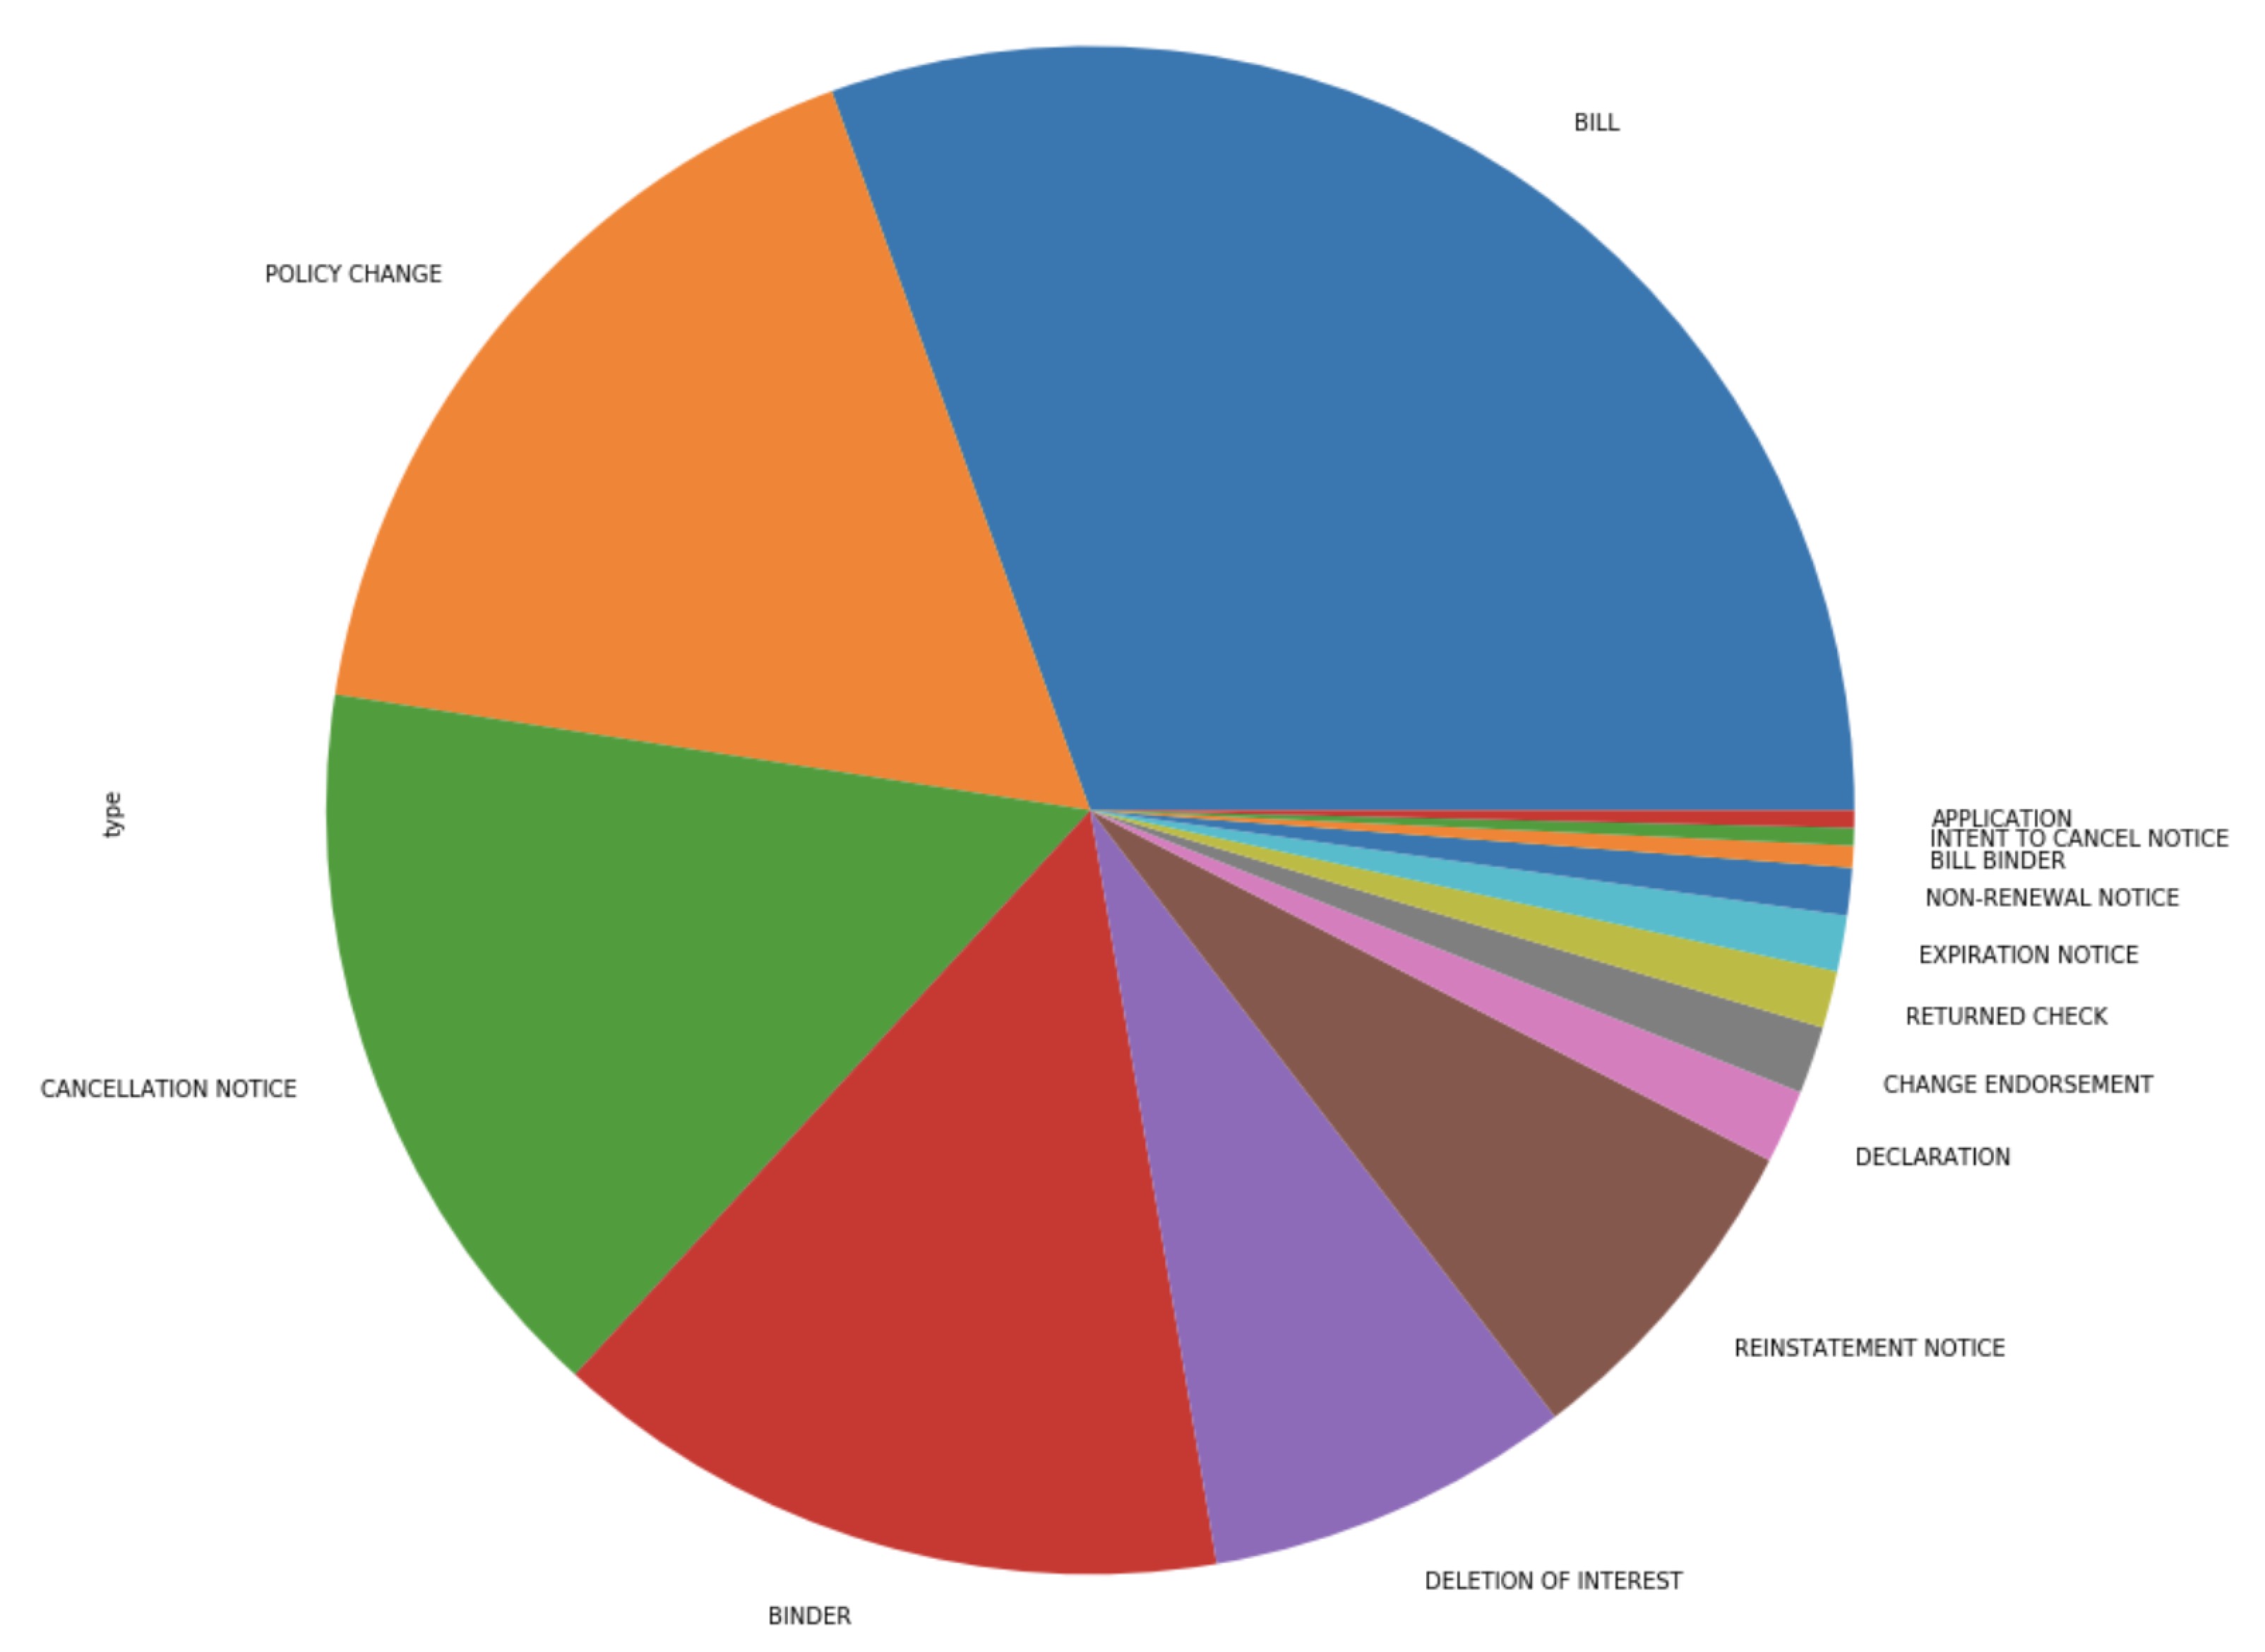 BILL
POLICY CHANGE
type
CANCELLATION NOTICE
BINDER
DELETION OF INTEREST
REINSTATEMENT NOTICE
DECLARATION
CHANGE ENDORSEMENT
RETURNED CHECK
EXPIRATION NOTICE
NON-RENEWAL NOTICE
BILL BINDER
INTENT TO CANCEL NOTICE
APPLICATION